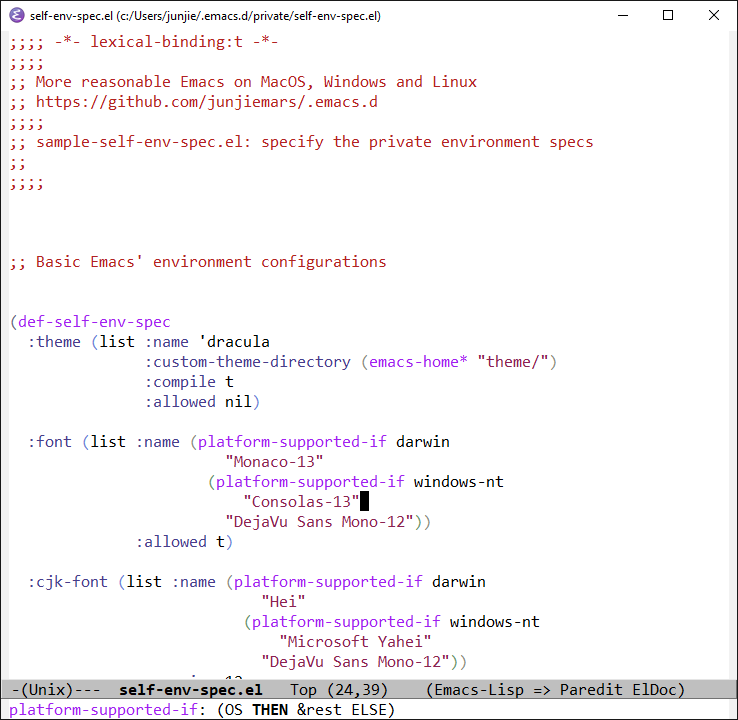 self-env-spec.el (c:/Users/junjie/.emacs.d/private/self-env-spec.el)
;;;; -*- lexical-binding:t -*-
;;;;
;; More reasonable Emacs on MacOS, Windows and Linux
;; https://github.com/junjiemars/.emacs.d
;;;;
;; sample-self-env-spec.el: specify the private environment specs
;;
;;;;
;; Basic Emacs' environment configurations
(def-self-env-spec
  :theme (list :name 'dracula
               :custom-theme-directory (emacs-home* "theme/")
               :compile t
               :allowed nil)
  :font (list :name (platform-supported-if darwin
                        "Monaco-13"
                      (platform-supported-if windows-nt
                          "Consolas-13"
                        "DejaVu Sans Mono-12"))
              :allowed t)
  :cjk-font (list :name (platform-supported-if darwin
                            "Hei"
                          (platform-supported-if windows-nt
                              "Microsoft Yahei"
                            "DejaVu Sans Mono-12"))
-(Unix)---  self-env-spec.el   Top (24,39)    (Emacs-Lisp => Paredit ElDoc)
platform-supported-if: (OS THEN &rest ELSE)